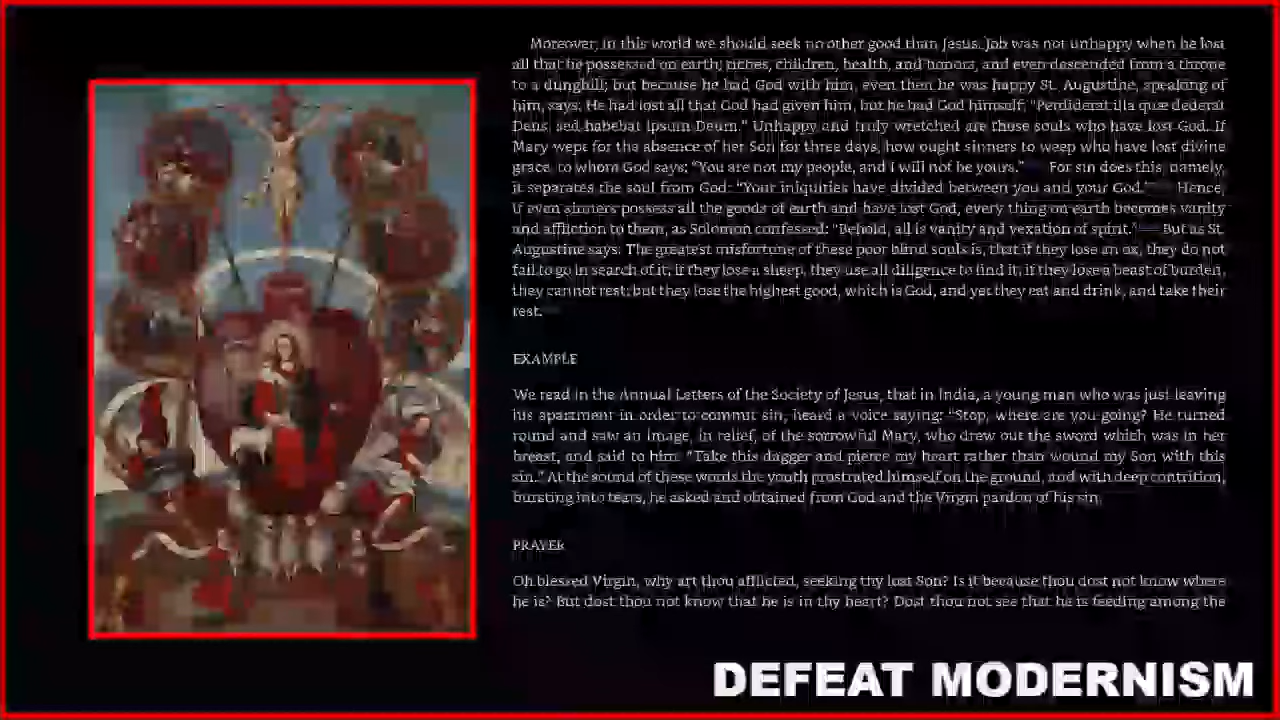 Moreover, in this world we should seek no other good than Jesus. Job was not unhappy when he lost
all that he possessed on earth; riches, children, health, and honors, and even descended from a throne
to a dunghill; but because he had God with him, even then he was happy St. Augustine, speaking of
him, says: He had lost all that God had given him, but he had God himself; "Perdiderat illa quæ dederat
Deus, sed habebat ipsum Deum." Unhappy and truly wretched are those souls who have lost God. If
Mary wept for the absence of her Son for three days, how ought sinners to weep who have lost divine
grace, to whom God says; "You are not my people, and I will not be yours." For sin does this, namely,
it separates the soul from God: "Your iniquities have divided between you and your God." Hence,
if even sinners possess all the goods of earth and have lost God, every thing on earth becomes vanity
and affliction to them, as Solomon confessed: "Behold, all is vanity and vexation of spirit." But as St.
Augustine says: The greatest misfortune of these poor blind souls is, that if they lose an ox, they do not
fail to go in search of it; if they lose a sheep, they use all diligence to find it; if they lose a beast of burden,
they cannot rest; but they lose the highest good, which is God, and yet they eat and drink, and take their
rest.
EXAMPLE
We read in the Annual Letters of the Society of Jesus, that in India, a young man who was just leaving
his apartment in order to commit sin, heard a voice saying: "Stop, where are you going? He turned
round and saw an image, in relief, of the sorrowful Mary, who drew out the sword which was in her
breast, and said to him: "Take this dagger and pierce my heart rather than wound my Son with this
sin." At the sound of these words the youth prostrated himself on the ground, and with deep contrition,
bursting into tears, he asked and obtained from God and the Virgin pardon of his sin.
PRAYER
Oh blessed Virgin, why art thou afflicted, seeking thy lost Son? Is it because thou dost not know where
he is? But dost thou not know that he is in thy heart? Dost thou not see that he is feeding among the
DEFEAT MODERNISM